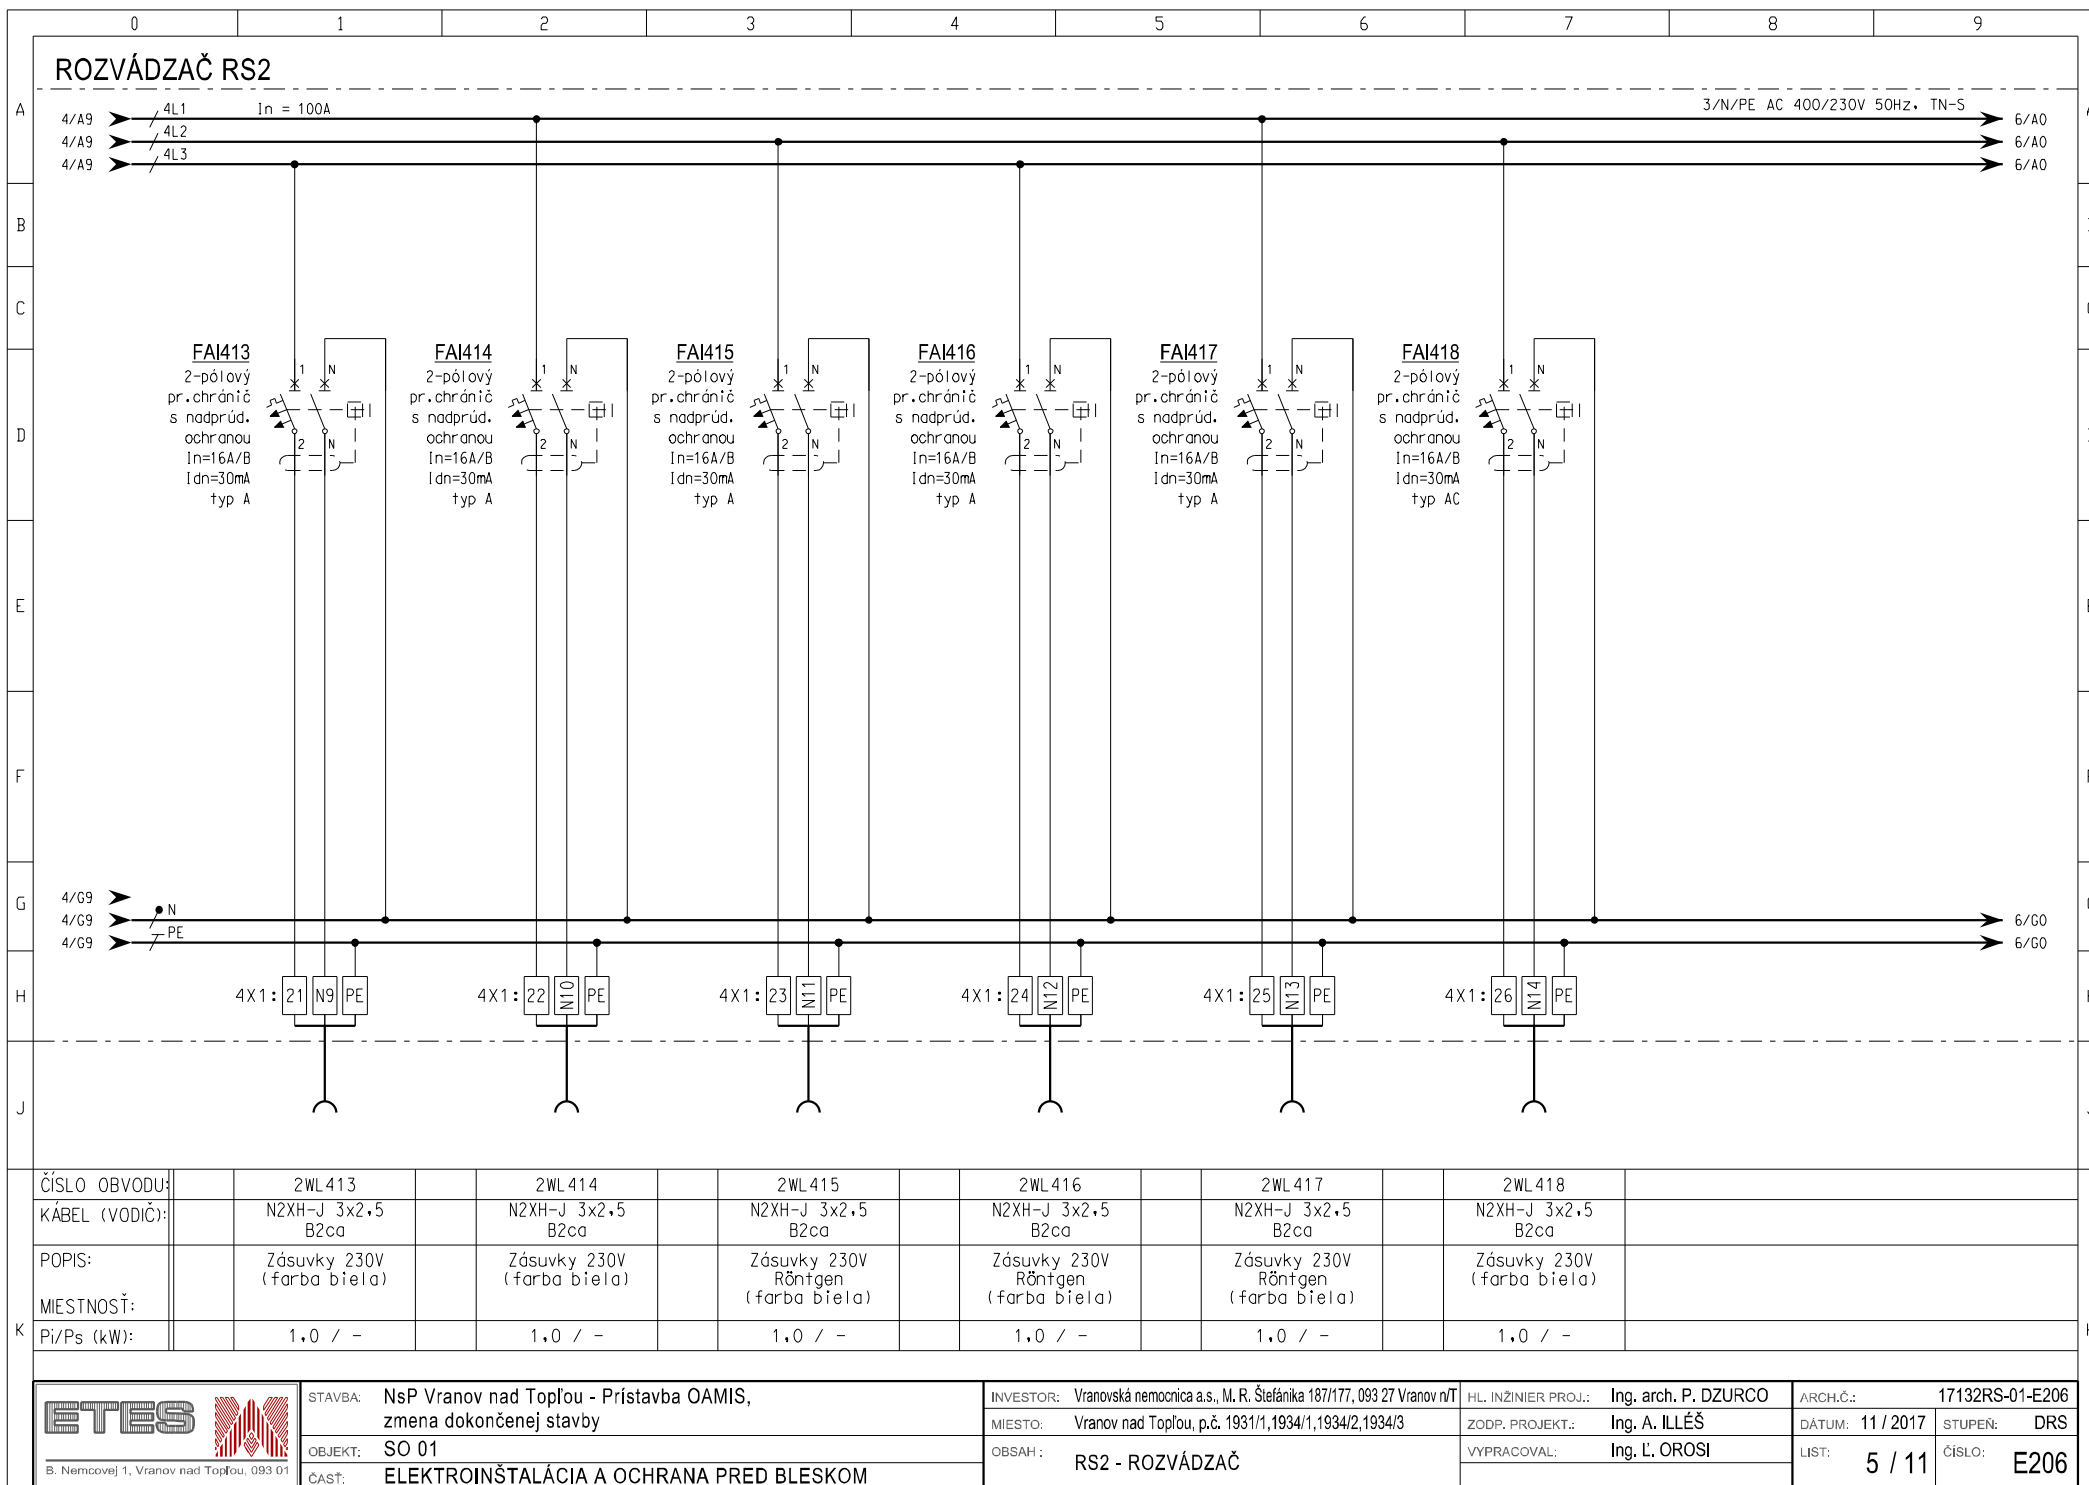 0 1 2 3 4 5 6 7 8 9
ROZVÁDZAČ RS2
A
4/A9 4L1 In = 100A 3/N/PE AC 400/230V 50Hz, TN-S 6/A0
4/A9 4L2 6/A0
4/A9 4L3 6/A0
B
C
D
FAI413
2-pólový
pr.chránič
s nadprúd.
ochranou
In=16A/B
Idn=30mA
typ A
1 N
2 N
FAI414
2-pólový
pr.chránič
s nadprúd.
ochranou
In=16A/B
Idn=30mA
typ A
1 N
2 N
FAI415
2-pólový
pr.chránič
s nadprúd.
ochranou
In=16A/B
Idn=30mA
typ A
1 N
2 N
FAI416
2-pólový
pr.chránič
s nadprúd.
ochranou
In=16A/B
Idn=30mA
typ A
1 N
2 N
FAI417
2-pólový
pr.chránič
s nadprúd.
ochranou
In=16A/B
Idn=30mA
typ A
1 N
2 N
FAI418
2-pólový
pr.chránič
s nadprúd.
ochranou
In=16A/B
Idn=30mA
typ AC
1 N
2 N
E
F
G
4/G9
4/G9 N 6/G0
4/G9 PE 6/G0
H
4X1: 21 N9 PE 4X1: 22 N10 PE 4X1: 23 N11 PE 4X1: 24 N12 PE 4X1: 25 N13 PE 4X1: 26 N14 PE
J
ČÍSLO OBVODU: 2WL413 2WL414 2WL415 2WL416 2WL417 2WL418
KÁBEL (VODIČ): N2XH-J 3x2,5 N2XH-J 3x2,5 N2XH-J 3x2,5 N2XH-J 3x2,5 N2XH-J 3x2,5 N2XH-J 3x2,5
B2ca B2ca B2ca B2ca B2ca B2ca
POPIS: Zásuvky 230V Zásuvky 230V Zásuvky 230V Zásuvky 230V Zásuvky 230V Zásuvky 230V
(farba biela) (farba biela) Röntgen Röntgen Röntgen (farba biela)
MIESTNOSŤ: (farba biela) (farba biela) (farba biela)
K
Pi/Ps (kW): 1,0 / - 1,0 / - 1,0 / - 1,0 / - 1,0 / - 1,0 / -
ETES
B. Nemcovej 1, Vranov nad Topľou, 093 01
STAVBA: NsP Vranov nad Topľou - Prístavba OAMIS,
zmena dokončenej stavby
OBJEKT: SO 01
ČASŤ: ELEKTROINŠTALÁCIA A OCHRANA PRED BLESKOM
INVESTOR: Vranovská nemocnica a.s., M. R. Štefánika 187/177, 093 27 Vranov n/T
MIESTO: Vranov nad Topľou, p.č. 1931/1,1934/1,1934/2,1934/3
OBSAH : RS2 - ROZVÁDZAČ
HL. INŽINIER PROJ.: Ing. arch. P. DZURCO
ZODP. PROJEKT.: Ing. A. ILLÉŠ
VYPRACOVAL: Ing. Ľ. OROSI
ARCH.Č.: 17132RS-01-E206
DÁTUM: 11 / 2017 STUPEŇ: DRS
LIST: 5 / 11 ČÍSLO: E206